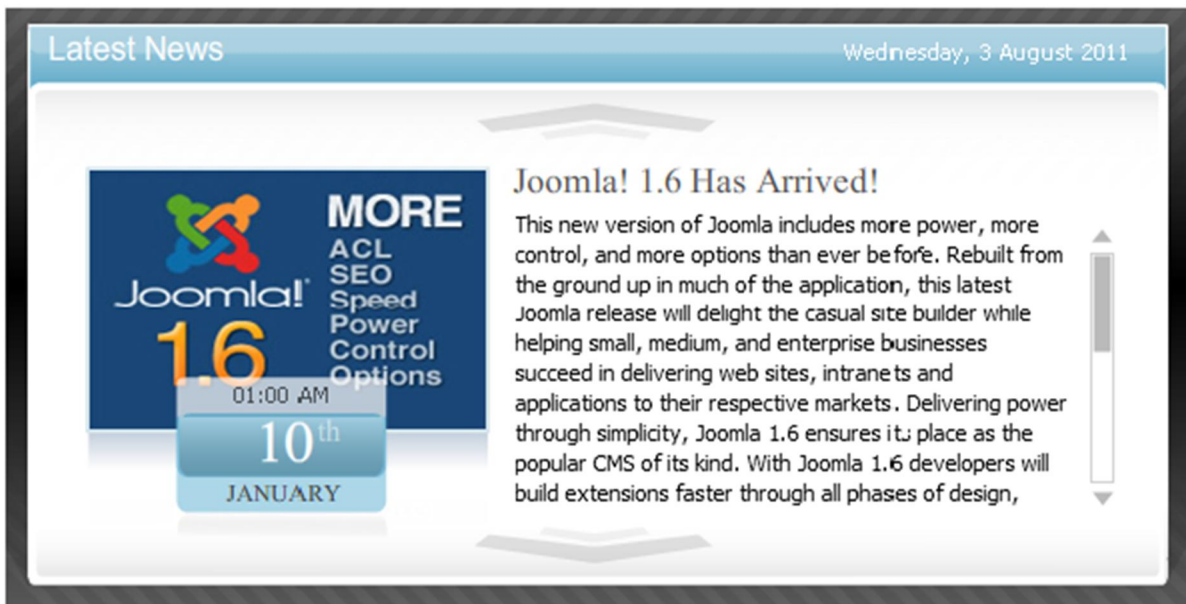 Latest News
Wednesday, 3 August 2011
Joomla!
1.6
MORE
ACL
SEO
Speed
Power
Control
Options
01:00 AM
10th
JANUARY
Joomla! 1.6 Has Arrived!
This new version of Joomla includes more power, more
control, and more options than ever before. Rebuilt from
the ground up in much of the application, this latest
Joomla release will delight the casual site builder while
helping small, medium, and enterprise businesses
succeed in delivering web sites, intranets and
applications to their respective markets. Delivering power
through simplicity, Joomla 1.6 ensures its place as the
popular CMS of its kind. With Joomla 1.6 developers will
build extensions faster through all phases of design,